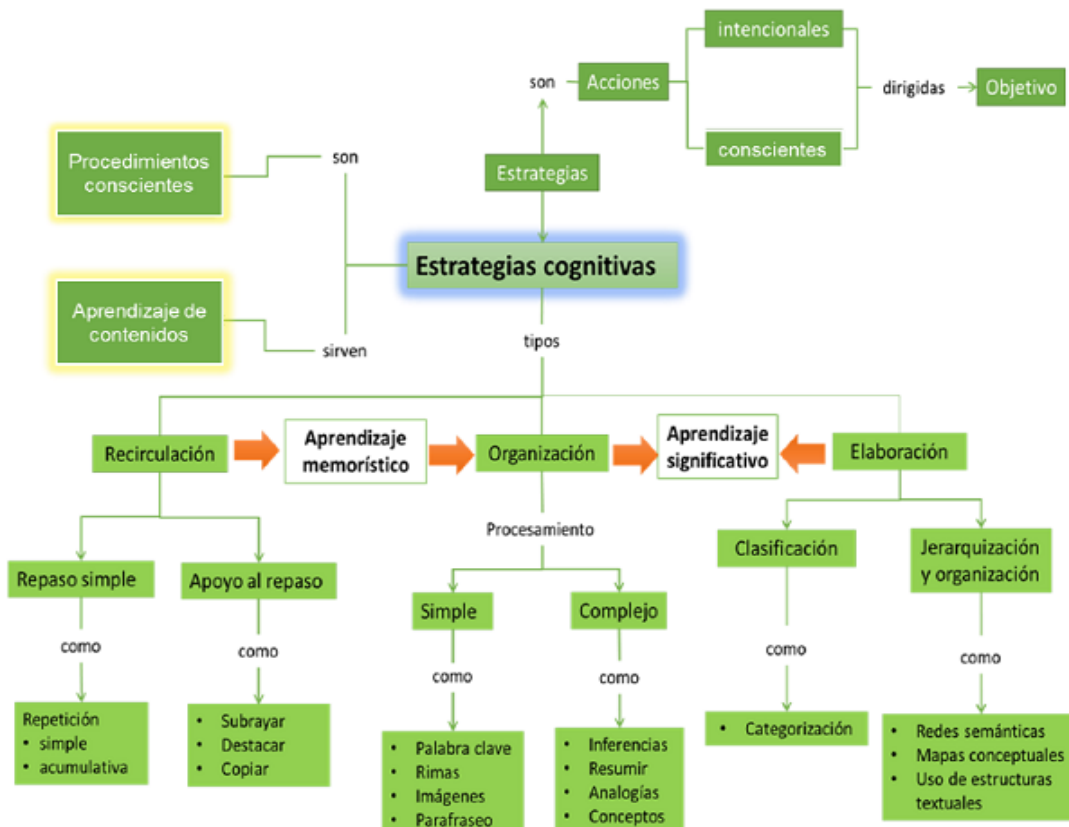 intencionales
son
Acciones
dirigidas
Objetivo
conscientes
Procedimientos
conscientes
son
Estrategias
Estrategias cognitivas
Aprendizaje de
contenidos
sirven
tipos
Recirculación
Aprendizaje
memorístico
Organización
Aprendizaje
significativo
Elaboración
Procesamiento
Repaso simple
Apoyo al repaso
Simple
Complejo
Clasificación
Jerarquización
y organización
como
como
como
como
como
como
Repetición
• simple
• acumulativa
• Subrayar
• Destacar
• Copiar
• Palabra clave
• Rimas
• Imágenes
• Parafraseo
• Inferencias
• Resumir
• Analogías
• Conceptos
• Categorización
• Redes semánticas
• Mapas conceptuales
• Uso de estructuras
textuales